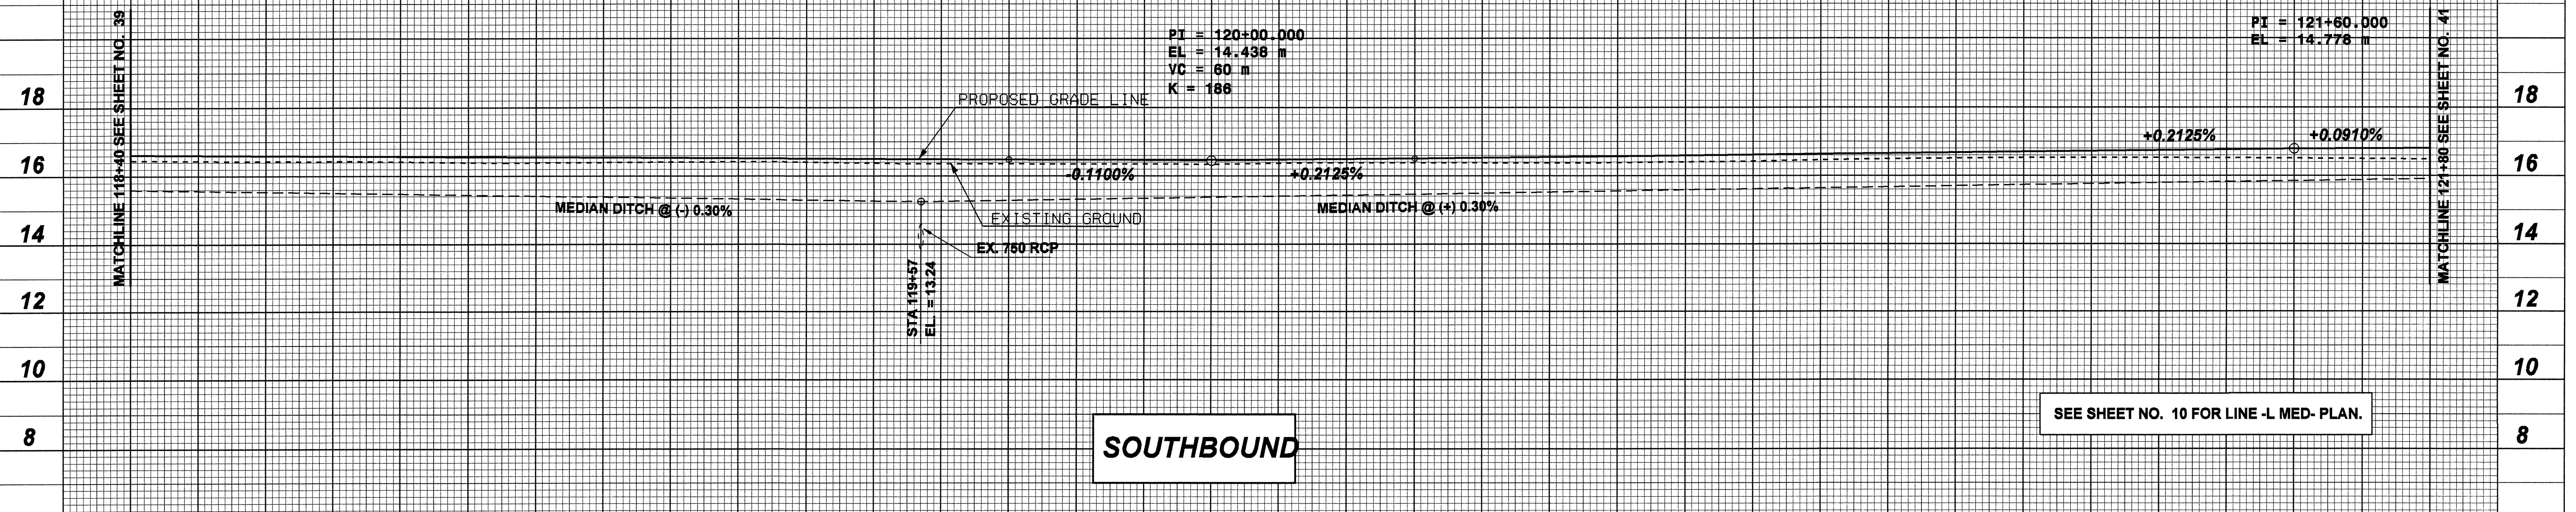 MATCHLINE 118+40 SEE SHEET NO. 39
PI = 120+00.000
EL = 14.438 m
VC = 60 m
K = 186
PI = 121+60.000
EL = 14.778 m
MATCHLINE 121+80 SEE SHEET NO. 41
18
18
PROPOSED GRADE LINE
+0.2125%
+0.0910%
16
16
-0.1100%
+0.2125%
MEDIAN DITCH @ (-) 0.30%
MEDIAN DITCH @ (+) 0.30%
EXISTING GROUND
14
14
EX. 750 RCP
STA 119+57
EL. = 13.24
12
12
10
10
SEE SHEET NO. 10 FOR LINE -L MED- PLAN.
8
8
SOUTHBOUND